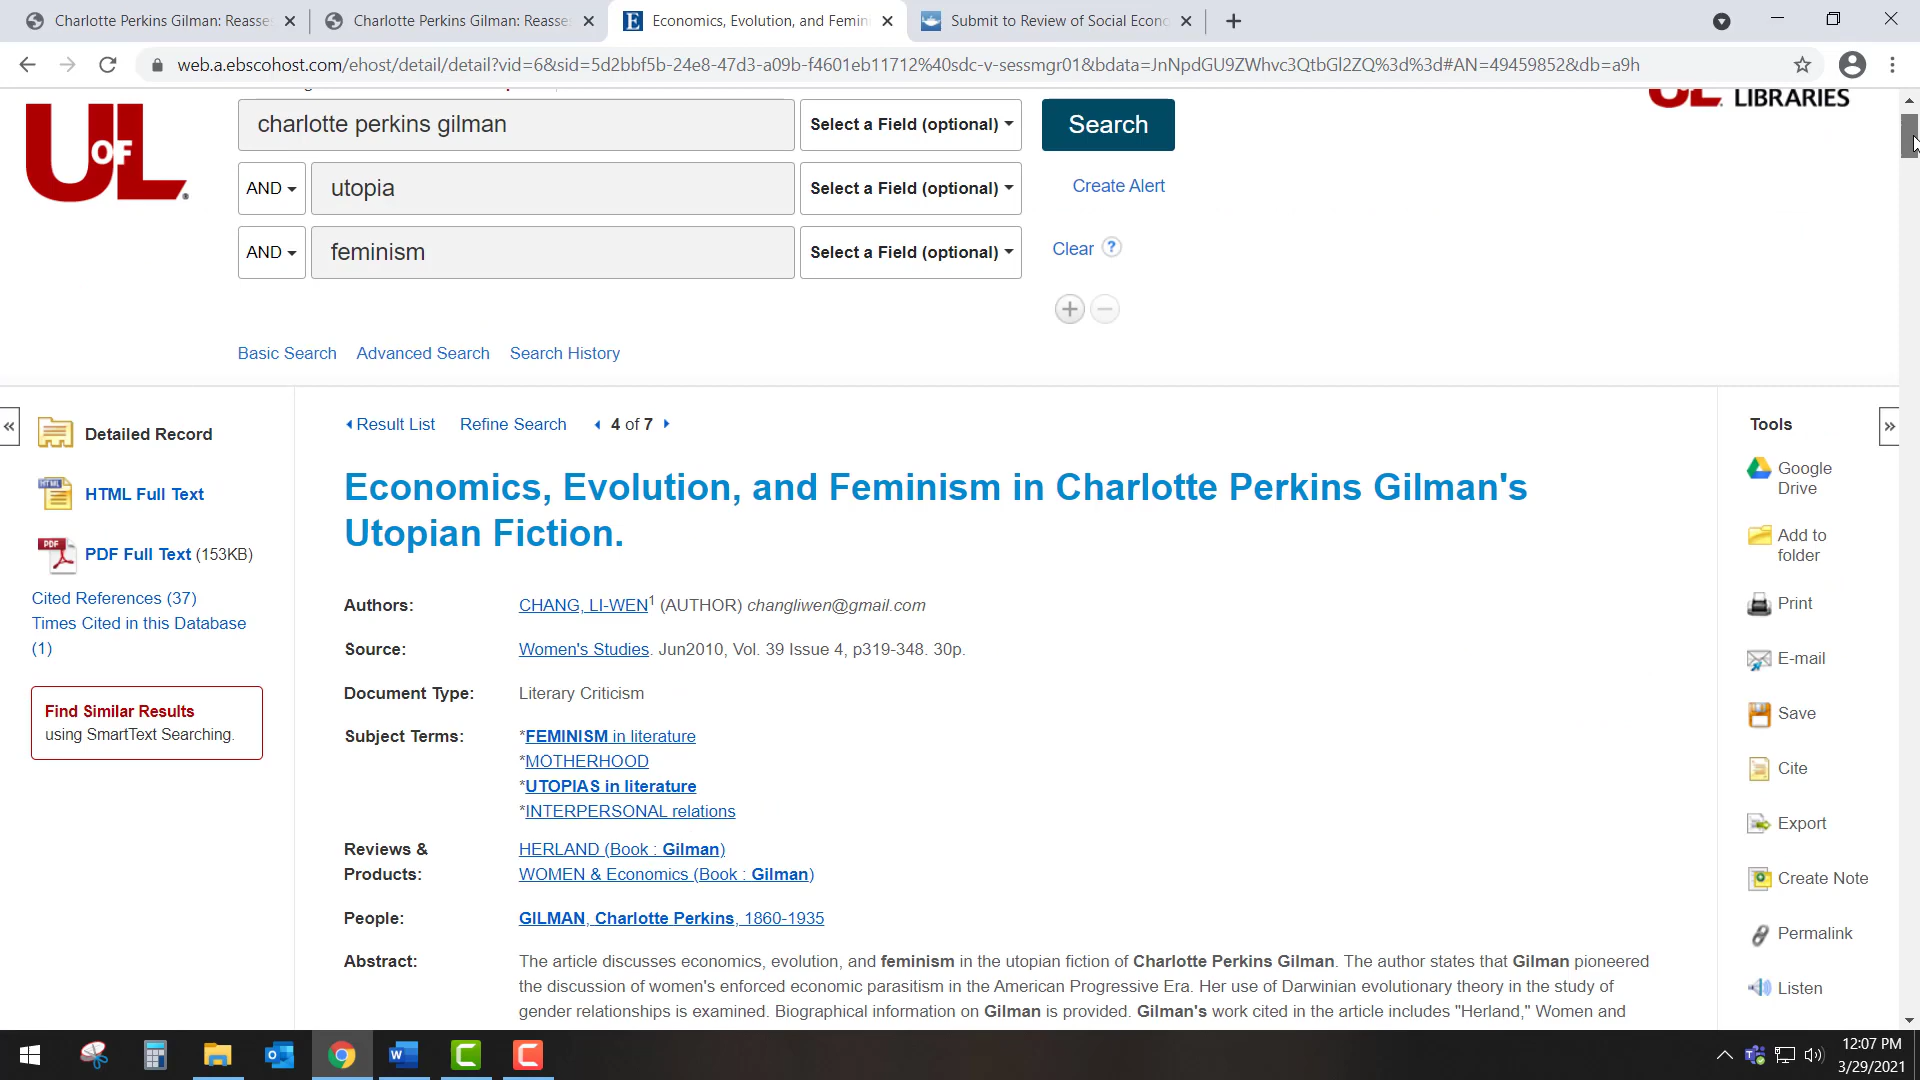 Charlotte Perkins Gilman: Reasses
Charlotte Perkins Gilman: Reasses
Economics, Evolution, and Femin
Submit to Review of Social Econo
web.a.ebscohost.com/ehost/detail/detail?vid=6&sid=5d2bbf5b-24e8-47d3-a09b-f4601eb11712%40sdc-v-sessmgr01&bdata=JnNpdGU9ZWhvc3QtbGl2ZQ%3d%3d#AN=49459852&db=a9h
UL LIBRARIES
UofL
charlotte perkins gilman
Select a Field (optional)
Search
AND
utopia
Select a Field (optional)
Create Alert
AND
feminism
Select a Field (optional)
Clear ?
Basic Search Advanced Search Search History
«
Detailed Record
HTML Full Text
PDF Full Text (153KB)
Cited References (37)
Times Cited in this Database
(1)
Find Similar Results
using SmartText Searching.
Result List Refine Search 4 of 7
Economics, Evolution, and Feminism in Charlotte Perkins Gilman's
Utopian Fiction.
Authors: CHANG, LI-WEN1 (AUTHOR) changliwen@gmail.com
Source: Women's Studies. Jun2010, Vol. 39 Issue 4, p319-348. 30p.
Document Type: Literary Criticism
Subject Terms: *FEMINISM in literature
*MOTHERHOOD
*UTOPIAS in literature
*INTERPERSONAL relations
Reviews & HERLAND (Book : Gilman)
Products: WOMEN & Economics (Book : Gilman)
People: GILMAN, Charlotte Perkins, 1860-1935
Abstract: The article discusses economics, evolution, and feminism in the utopian fiction of Charlotte Perkins Gilman. The author states that Gilman pioneered
the discussion of women's enforced economic parasitism in the American Progressive Era. Her use of Darwinian evolutionary theory in the study of
gender relationships is examined. Biographical information on Gilman is provided. Gilman's work cited in the article includes "Herland," Women and
Tools
»
Google
Drive
Add to
folder
Print
E-mail
Save
Cite
Export
Create Note
Permalink
Listen
12:07 PM
3/29/2021